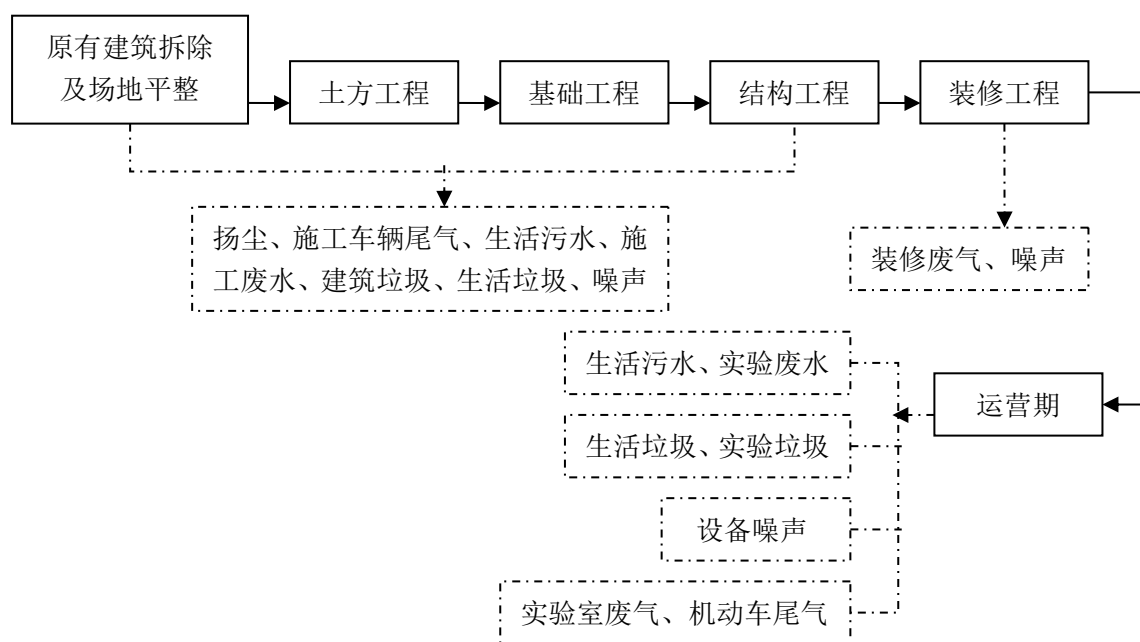 原有建筑拆除
及场地平整
土方工程
基础工程
结构工程
装修工程
扬尘、施工车辆尾气、生活污水、施
工废水、建筑垃圾、生活垃圾、噪声
装修废气、噪声
生活污水、实验废水
运营期
生活垃圾、实验垃圾
设备噪声
实验室废气、机动车尾气